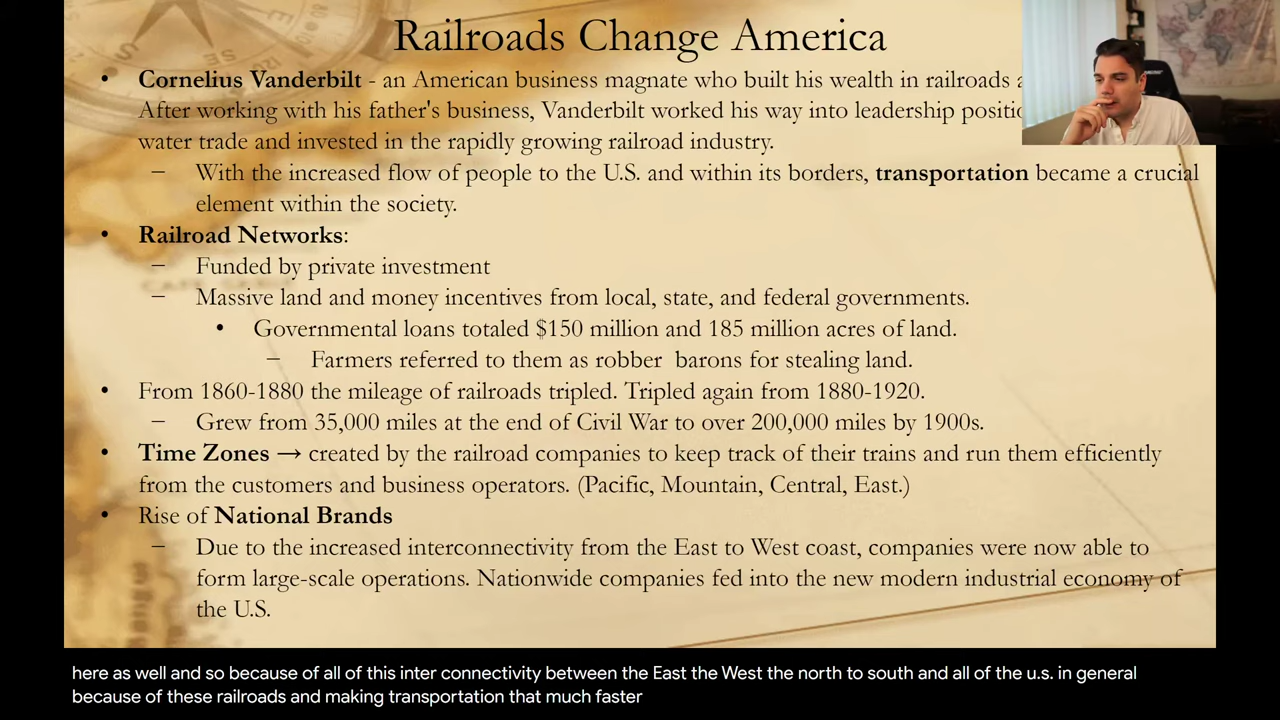 Railroads Change America
• Cornelius Vanderbilt - an American business magnate who built his wealth in railroads
After working with his father's business, Vanderbilt worked his way into leadership
water trade and invested in the rapidly growing railroad industry.
– With the increased flow of people to the U.S. and within its borders, transportation became a crucial
element within the society.
• Railroad Networks:
– Funded by private investment
– Massive land and money incentives from local, state, and federal governments.
• Governmental loans totaled $150 million and 185 million acres of land.
– Farmers referred to them as robber barons for stealing land.
• From 1860-1880 the mileage of railroads tripled. Tripled again from 1880-1920.
– Grew from 35,000 miles at the end of Civil War to over 200,000 miles by 1900s.
• Time Zones → created by the railroad companies to keep track of their trains and run them efficiently
from the customers and business operators. (Pacific, Mountain, Central, East.)
• Rise of National Brands
– Due to the increased interconnectivity from the East to West coast, companies were now able to
form large-scale operations. Nationwide companies fed into the new modern industrial economy of
the U.S.
here as well and so because of all of this inter connectivity between the East the West the north to south and all of the u.s. in general
because of these railroads and making transportation that much faster